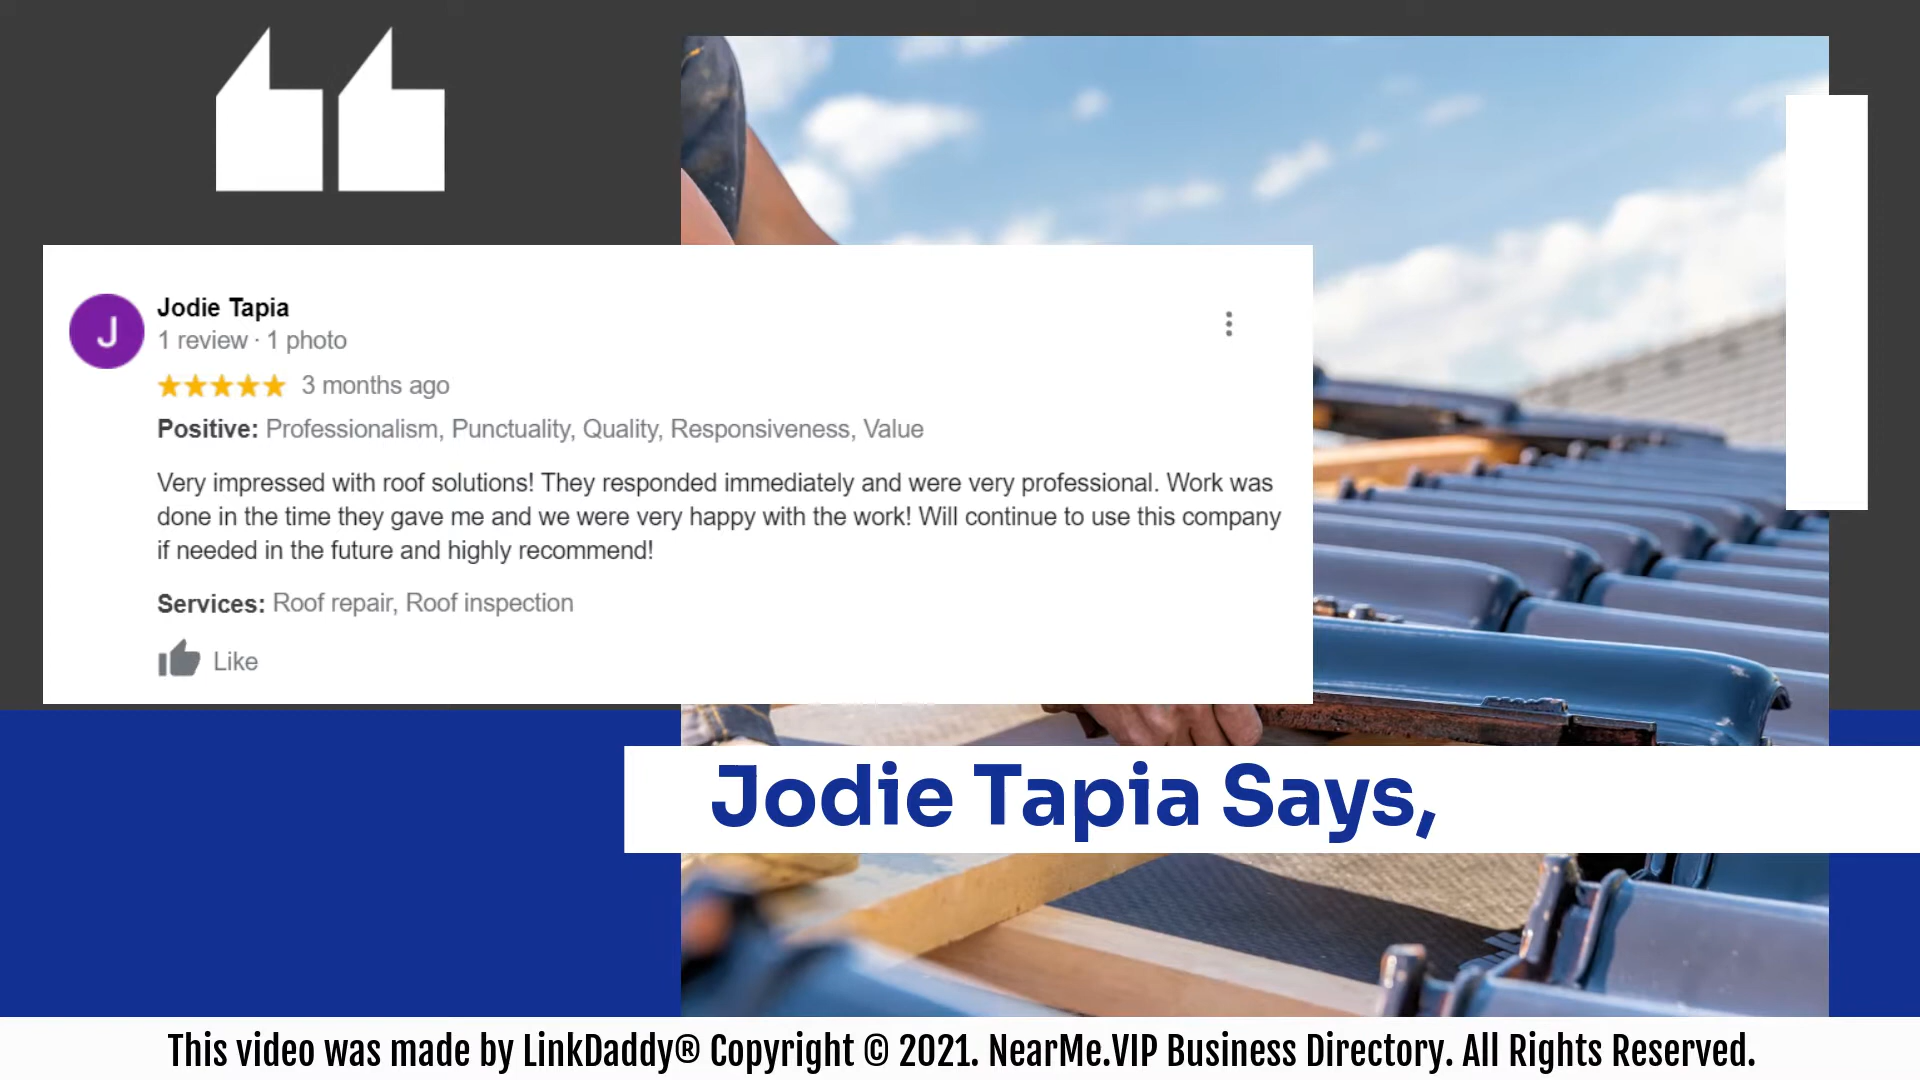 J
Jodie Tapia
1 review · 1 photo
3 months ago
Positive: Professionalism, Punctuality, Quality, Responsiveness, Value
Very impressed with roof solutions! They responded immediately and were very professional. Work was
done in the time they gave me and we were very happy with the work! Will continue to use this company
if needed in the future and highly recommend!
Services: Roof repair, Roof inspection
Like
Jodie Tapia Says,
This video was made by LinkDaddy® Copyright © 2021. NearMe.VIP Business Directory. All Rights Reserved.